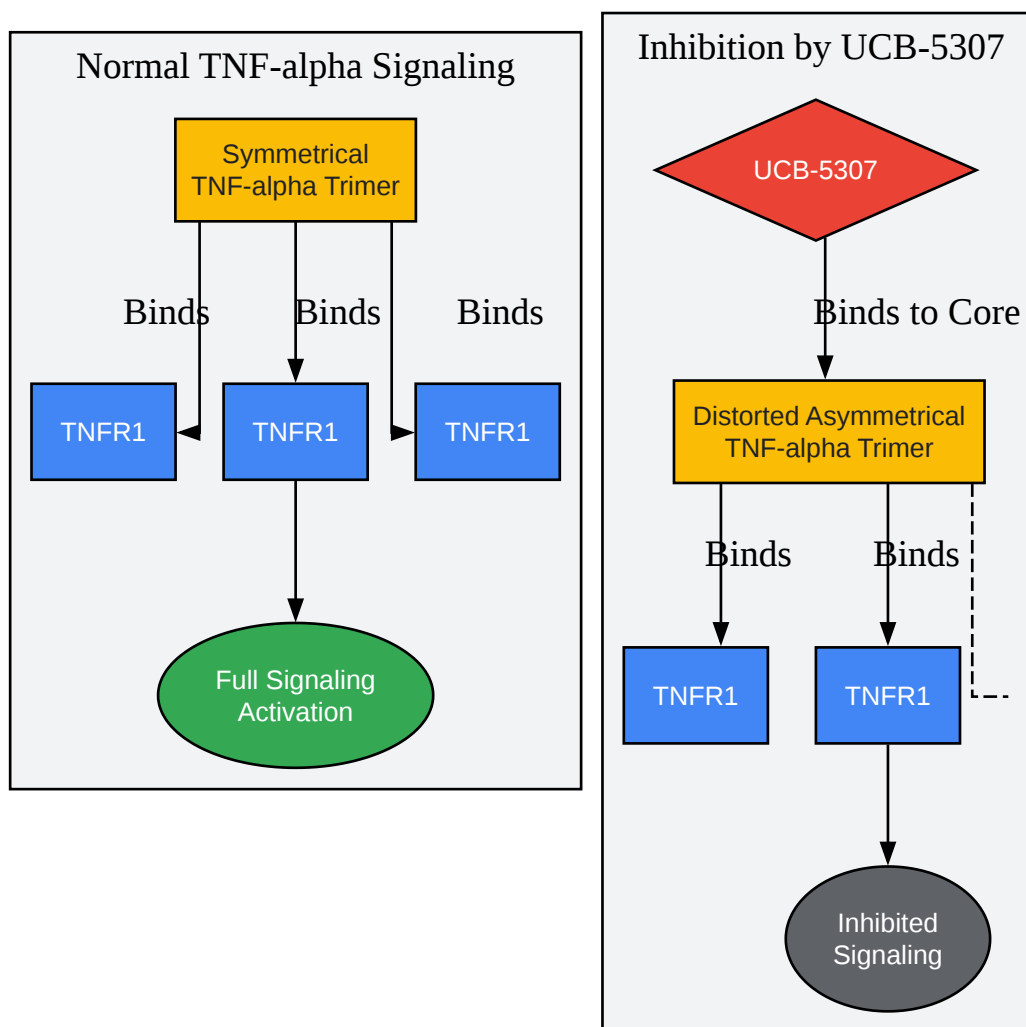 Normal TNF-alpha Signaling
Symmetrical
TNF-alpha Trimer
Binds
Binds
Binds
TNFR1
TNFR1
TNFR1
Full Signaling
Activation
Inhibition by UCB-5307
UCB-5307
Binds to Core
Distorted Asymmetrical
TNF-alpha Trimer
Binds
Binds
TNFR1
TNFR1
Inhibited
Signaling